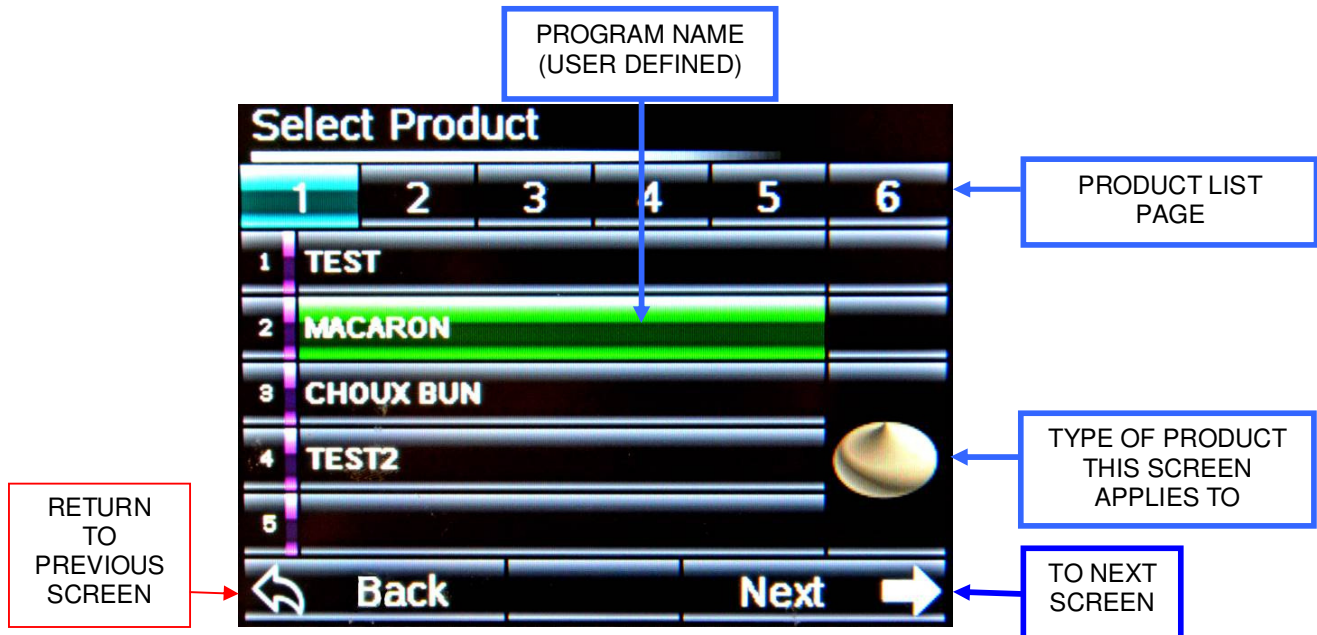 PROGRAM NAME
(USER DEFINED)
Select Product
1 2 3 4 5 6
PRODUCT LIST
PAGE
1 TEST
2 MACARON
3 CHOUX BUN
4 TEST2
5
TYPE OF PRODUCT
THIS SCREEN
APPLIES TO
RETURN
TO
PREVIOUS
SCREEN
Back Next
TO NEXT
SCREEN